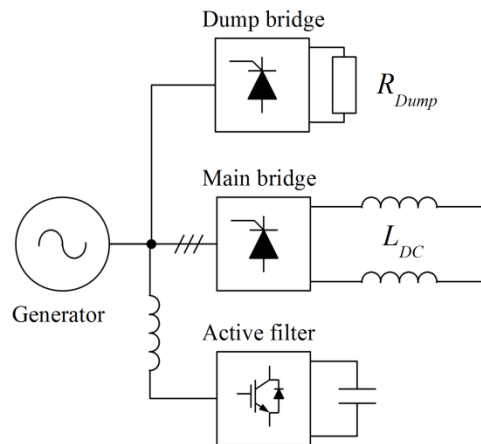 Dump bridge
R_Dump
Main bridge
L_DC
Generator
Active filter